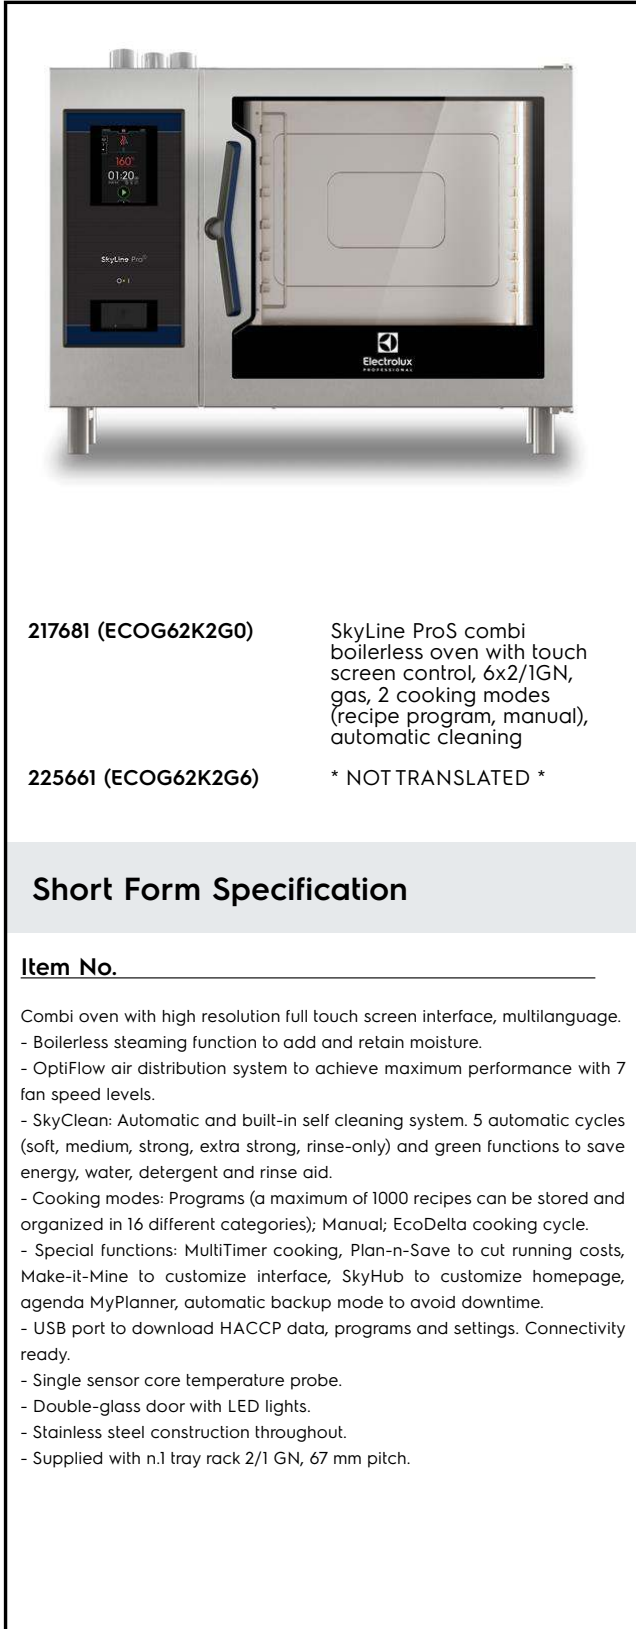 160°
01:20
SkyLine Pro
Electrolux
PROFESSIONAL
217681 (ECOG62K2G0)
SkyLine ProS combi
boilerless oven with touch
screen control, 6x2/1GN,
gas, 2 cooking modes
(recipe program, manual),
automatic cleaning
225661 (ECOG62K2G6)
* NOT TRANSLATED *
Short Form Specification
Item No.
Combi oven with high resolution full touch screen interface, multilanguage.
- Boilerless steaming function to add and retain moisture.
- OptiFlow air distribution system to achieve maximum performance with 7
fan speed levels.
- SkyClean: Automatic and built-in self cleaning system. 5 automatic cycles
(soft, medium, strong, extra strong, rinse-only) and green functions to save
energy, water, detergent and rinse aid.
- Cooking modes: Programs (a maximum of 1000 recipes can be stored and
organized in 16 different categories); Manual; EcoDelta cooking cycle.
- Special functions: MultiTimer cooking, Plan-n-Save to cut running costs,
Make-it-Mine to customize interface, SkyHub to customize homepage,
agenda MyPlanner, automatic backup mode to avoid downtime.
- USB port to download HACCP data, programs and settings. Connectivity
ready.
- Single sensor core temperature probe.
- Double-glass door with LED lights.
- Stainless steel construction throughout.
- Supplied with n.1 tray rack 2/1 GN, 67 mm pitch.